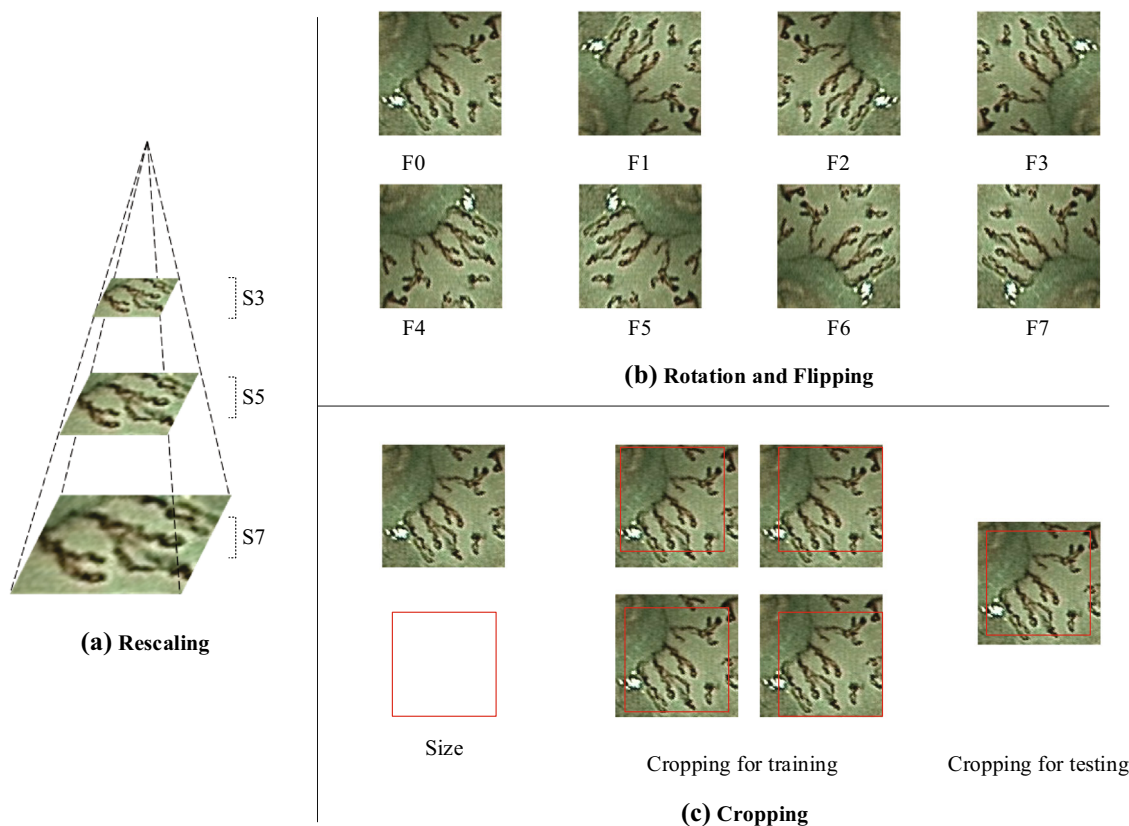 S3
S5
S7
(a) Rescaling
F0 F1 F2 F3
F4 F5 F6 F7
(b) Rotation and Flipping
Size
Cropping for training
Cropping for testing
(c) Cropping